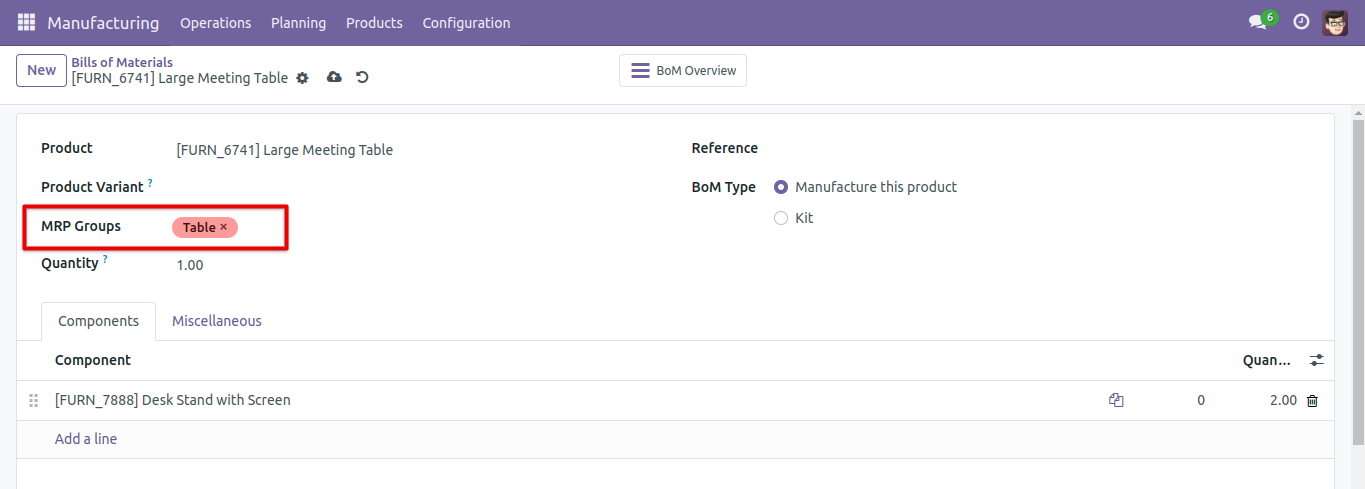 Manufacturing Operations Planning Products Configuration 6
New Bills of Materials
[FURN_6741] Large Meeting Table
BoM Overview
Product [FURN_6741] Large Meeting Table Reference
Product Variant ? BoM Type Manufacture this product
MRP Groups Table × Kit
Quantity ? 1.00
Components Miscellaneous
Component Quan...
[FURN_7888] Desk Stand with Screen 0 2.00
Add a line